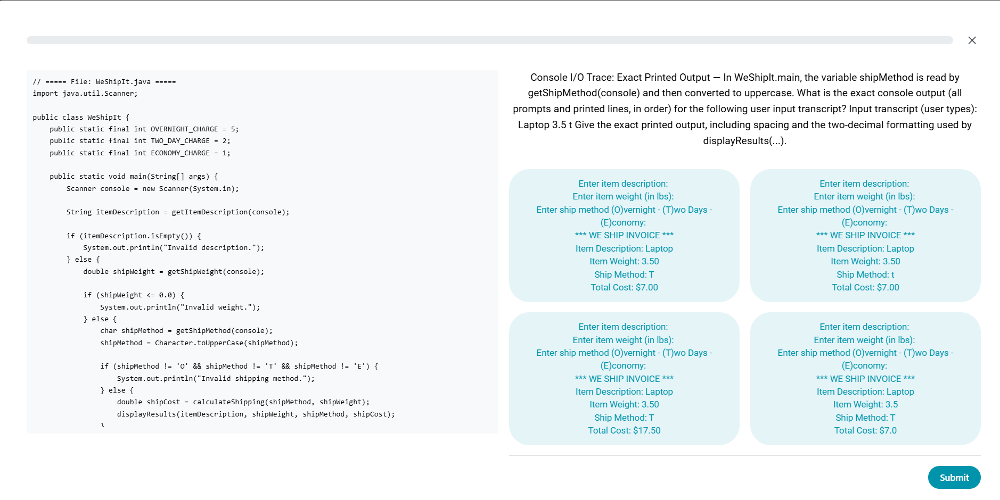 // ===== File: WeShipIt.java =====
import java.util.Scanner;

public class WeShipIt {
    public static final int OVERNIGHT_CHARGE = 5;
    public static final int TWO_DAY_CHARGE = 2;
    public static final int ECONOMY_CHARGE = 1;

    public static void main(String[] args) {
        Scanner console = new Scanner(System.in);

        String itemDescription = getItemDescription(console);

        if (itemDescription.isEmpty()) {
            System.out.println("Invalid description.");
        } else {
            double shipWeight = getShipWeight(console);

            if (shipWeight <= 0.0) {
                System.out.println("Invalid weight.");
            } else {
                char shipMethod = getShipMethod(console);
                shipMethod = Character.toUpperCase(shipMethod);

                if (shipMethod != 'O' && shipMethod != 'T' && shipMethod != 'E') {
                    System.out.println("Invalid shipping method.");
                } else {
                    double shipCost = calculateShipping(shipMethod, shipWeight);
                    displayResults(itemDescription, shipWeight, shipMethod, shipCost);
                }
Console I/O Trace: Exact Printed Output — In WeShipIt.main, the variable shipMethod is read by
getShipMethod(console) and then converted to uppercase. What is the exact console output (all
prompts and printed lines, in order) for the following user input transcript? Input transcript (user types):
Laptop 3.5 t Give the exact printed output, including spacing and the two-decimal formatting used by
displayResults(...).
Enter item description:
Enter item weight (in lbs):
Enter ship method (O)vernight - (T)wo Days -
(E)conomy:
*** WE SHIP INVOICE ***
Item Description: Laptop
Item Weight: 3.50
Ship Method: T
Total Cost: $7.00
Enter item description:
Enter item weight (in lbs):
Enter ship method (O)vernight - (T)wo Days -
(E)conomy:
*** WE SHIP INVOICE ***
Item Description: Laptop
Item Weight: 3.50
Ship Method: t
Total Cost: $7.00
Enter item description:
Enter item weight (in lbs):
Enter ship method (O)vernight - (T)wo Days -
(E)conomy:
*** WE SHIP INVOICE ***
Item Description: Laptop
Item Weight: 3.50
Ship Method: T
Total Cost: $17.50
Enter item description:
Enter item weight (in lbs):
Enter ship method (O)vernight - (T)wo Days -
(E)conomy:
*** WE SHIP INVOICE ***
Item Description: Laptop
Item Weight: 3.5
Ship Method: T
Total Cost: $7.0
Submit